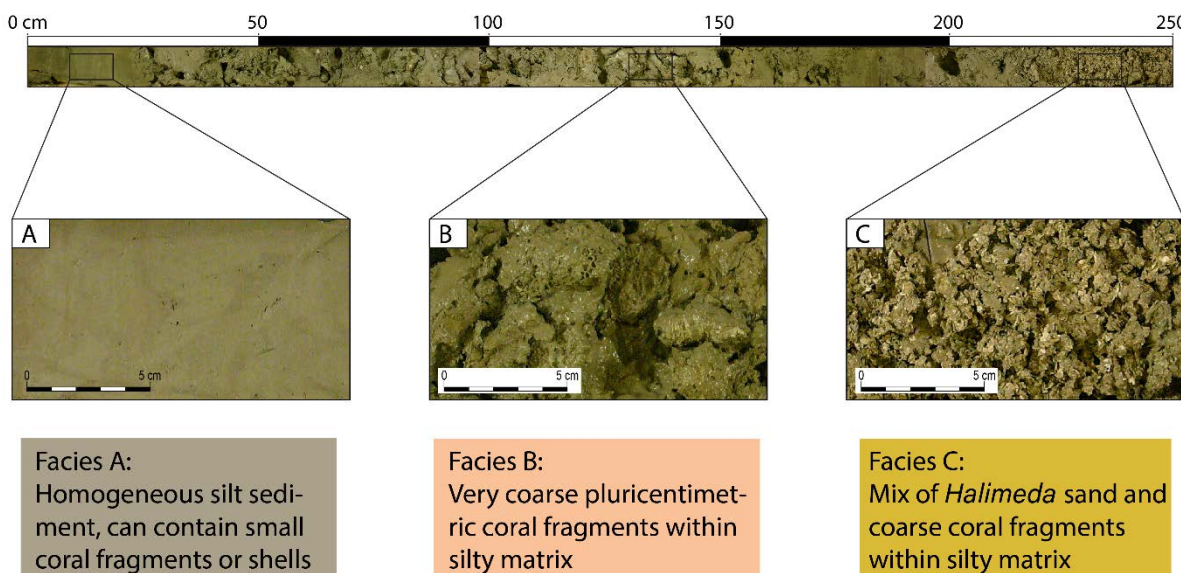 0 cm 50 100 150 200 250
A
B
C
0 5 cm
0 5 cm
0 5 cm
Facies A:
Homogeneous silt sedi-
ment, can contain small
coral fragments or shells
Facies B:
Very coarse pluricentimet-
ric coral fragments within
silty matrix
Facies C:
Mix of Halimeda sand and
coarse coral fragments
within silty matrix